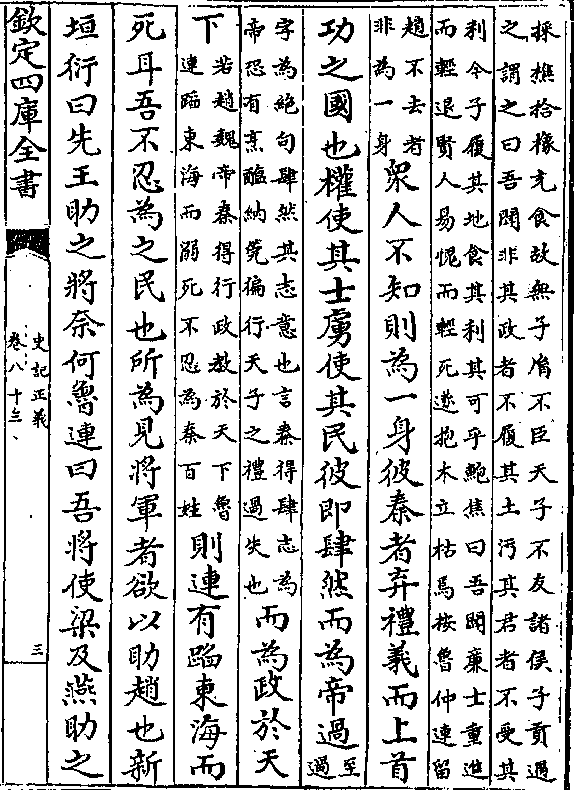 採樵拾橡充食故無子𦙍不臣天子不友諸侯子貢過
之謂之曰吾聞非其政者不履其土汚其君者不受其
利今子履其地食其利其可乎鮑焦曰吾聞廉士重進
而輕退賢人易愧而輕死遂抱木立枯焉按魯仲連留
趙不去者
非為一身
衆人不知則為一身彼秦者弃禮義而上首
功之國也權使其士虜使其民彼即肆然而為帝過
至
過
字為絶句肆然其志意也言秦得肆志為
帝恐有烹醢納筦徧行天子之禮過失也
而為政於天
下
若趙魏帝秦得行政教於天下魯
連蹈東海而溺死不忍為秦百姓
則連有蹈東海而
死耳吾不忍為之民也所為見將軍者欲以助趙也新
垣衍曰先王助之將奈何魯連曰吾將使梁及燕助之
欽定四庫全書
史記正義
卷八十三
三